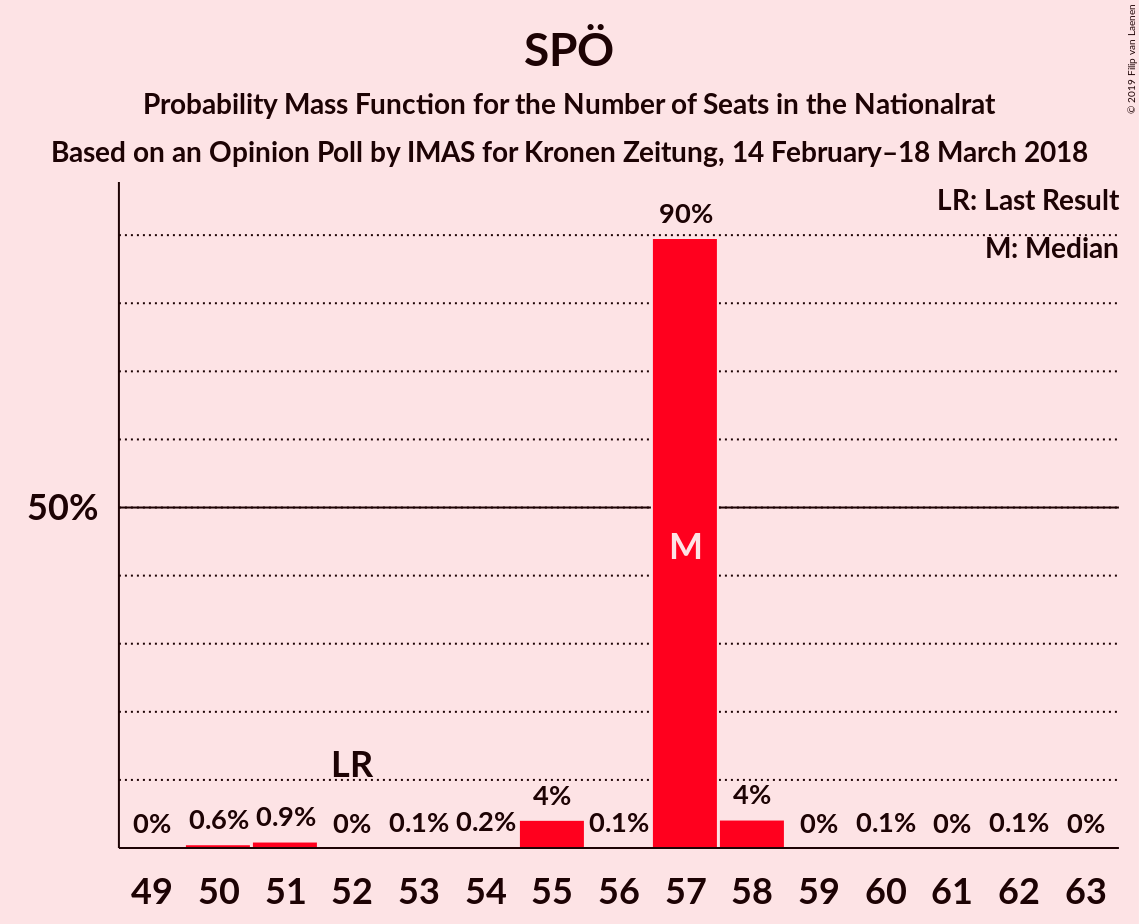 SPÖ
Probability Mass Function for the Number of Seats in the Nationalrat
Based on an Opinion Poll by IMAS for Kronen Zeitung, 14 February–18 March 2018
© 2019 Filip van Laenen
LR: Last Result
M: Median
90%
50%
M
LR
0% 0.6% 0.9% 0% 0.1% 0.2% 4% 0.1% 4% 0% 0.1% 0% 0.1% 0%
49 50 51 52 53 54 55 56 57 58 59 60 61 62 63